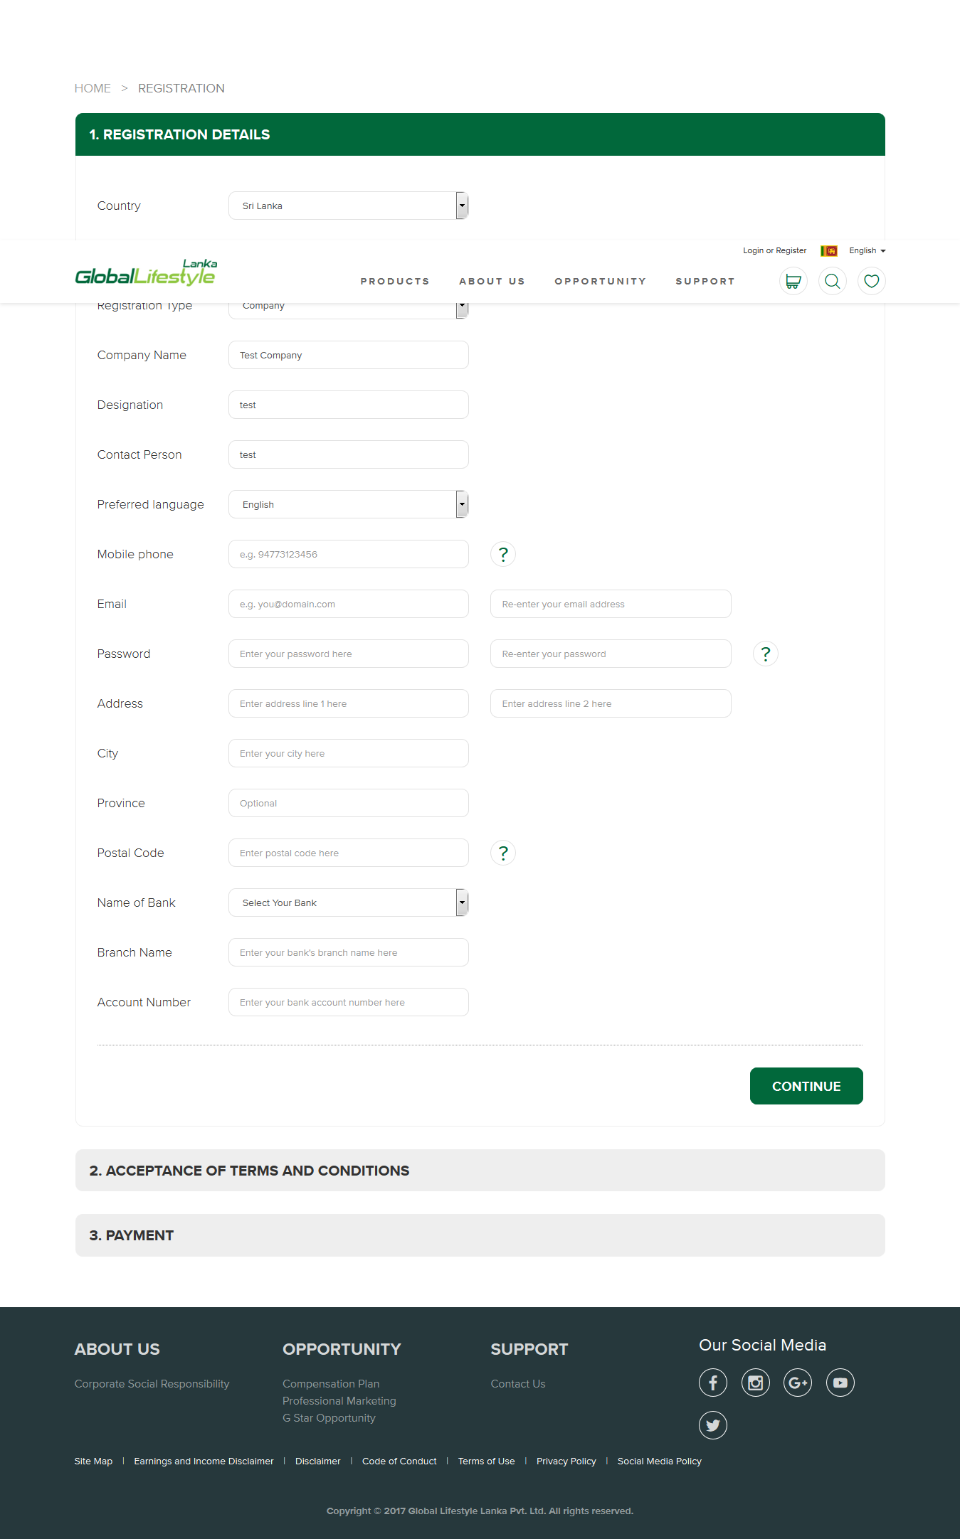 HOME > REGISTRATION
1. REGISTRATION DETAILS
Country Sri Lanka
Login or Register English
Lanka
GlobalLifestyle
PRODUCTS ABOUT US OPPORTUNITY SUPPORT
Registration Type Company
Company Name Test Company
Designation test
Contact Person test
Preferred language English
Mobile phone e.g. 94773123456 ?
Email e.g. you@domain.com Re-enter your email address
Password Enter your password here Re-enter your password ?
Address Enter address line 1 here Enter address line 2 here
City Enter your city here
Province Optional
Postal Code Enter postal code here ?
Name of Bank Select Your Bank
Branch Name Enter your bank's branch name here
Account Number Enter your bank account number here
CONTINUE
2. ACCEPTANCE OF TERMS AND CONDITIONS
3. PAYMENT
ABOUT US OPPORTUNITY SUPPORT Our Social Media
Corporate Social Responsibility Compensation Plan Contact Us
Professional Marketing
G Star Opportunity
Site Map | Earnings and Income Disclaimer | Disclaimer | Code of Conduct | Terms of Use | Privacy Policy | Social Media Policy
Copyright © 2017 Global Lifestyle Lanka Pvt. Ltd. All rights reserved.